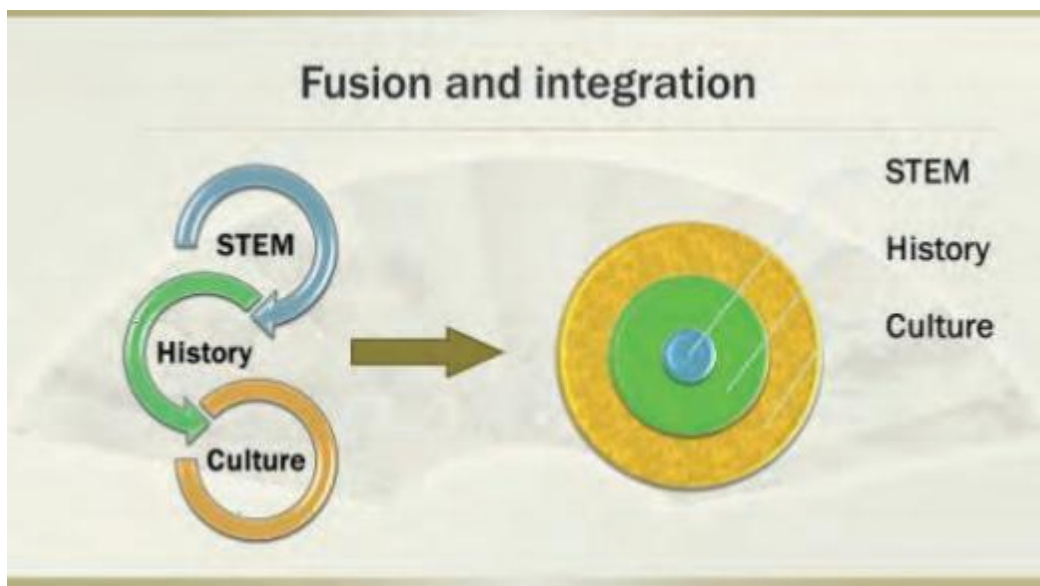 Fusion and integration
STEM
History
Culture
STEM
History
Culture